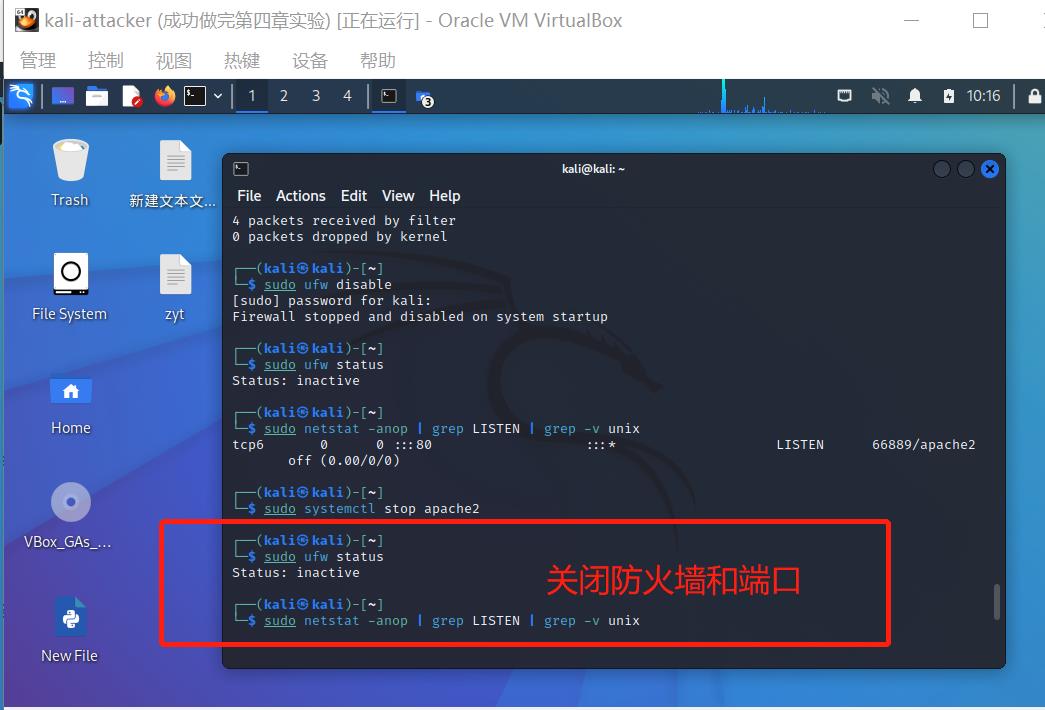 kali-attacker (成功做完第四章实验) [正在运行] - Oracle VM VirtualBox
管理 控制 视图 热键 设备 帮助
1 2 3 4 3 10:16
Trash
新建文本文...
File System
zyt
Home
VBox_GAs_...
New File
kali@kali: ~
File Actions Edit View Help
4 packets received by filter
0 packets dropped by kernel
┌──(kali㉿kali)-[~]
└─$ sudo ufw disable
[sudo] password for kali:
Firewall stopped and disabled on system startup
┌──(kali㉿kali)-[~]
└─$ sudo ufw status
Status: inactive
┌──(kali㉿kali)-[~]
└─$ sudo netstat -anop | grep LISTEN | grep -v unix
tcp6 0 0 :::80 :::* LISTEN 66889/apache2
off (0.00/0/0)
┌──(kali㉿kali)-[~]
└─$ sudo systemctl stop apache2
┌──(kali㉿kali)-[~]
└─$ sudo ufw status
Status: inactive
关闭防火墙和端口
┌──(kali㉿kali)-[~]
└─$ sudo netstat -anop | grep LISTEN | grep -v unix